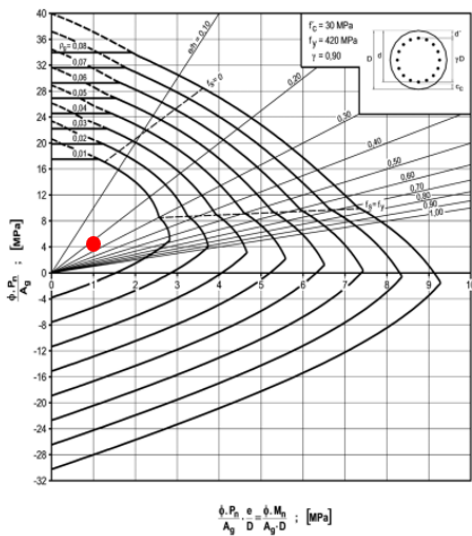 40
36
32
28
24
20
16
12
8
4
0
-4
-8
-12
-16
-20
-24
-28
-32
ρg = 0,08
0,07
0,06
0,05
0,04
0,03
0,02
0,01
e/h = 0,10
0,20
0,30
0,40
0,50
0,60
0,70
0,80
0,90
1,00
fs = 0
fs = fy
f'c = 30 MPa
fy = 420 MPa
γ = 0,90
D
d
d'
γD
cc
0 1 2 3 4 5 6 7 8 9 10
φ.Pn / Ag ; [MPa]
φ.Pn / Ag . e / D = φ.Mn / Ag.D ; [MPa]